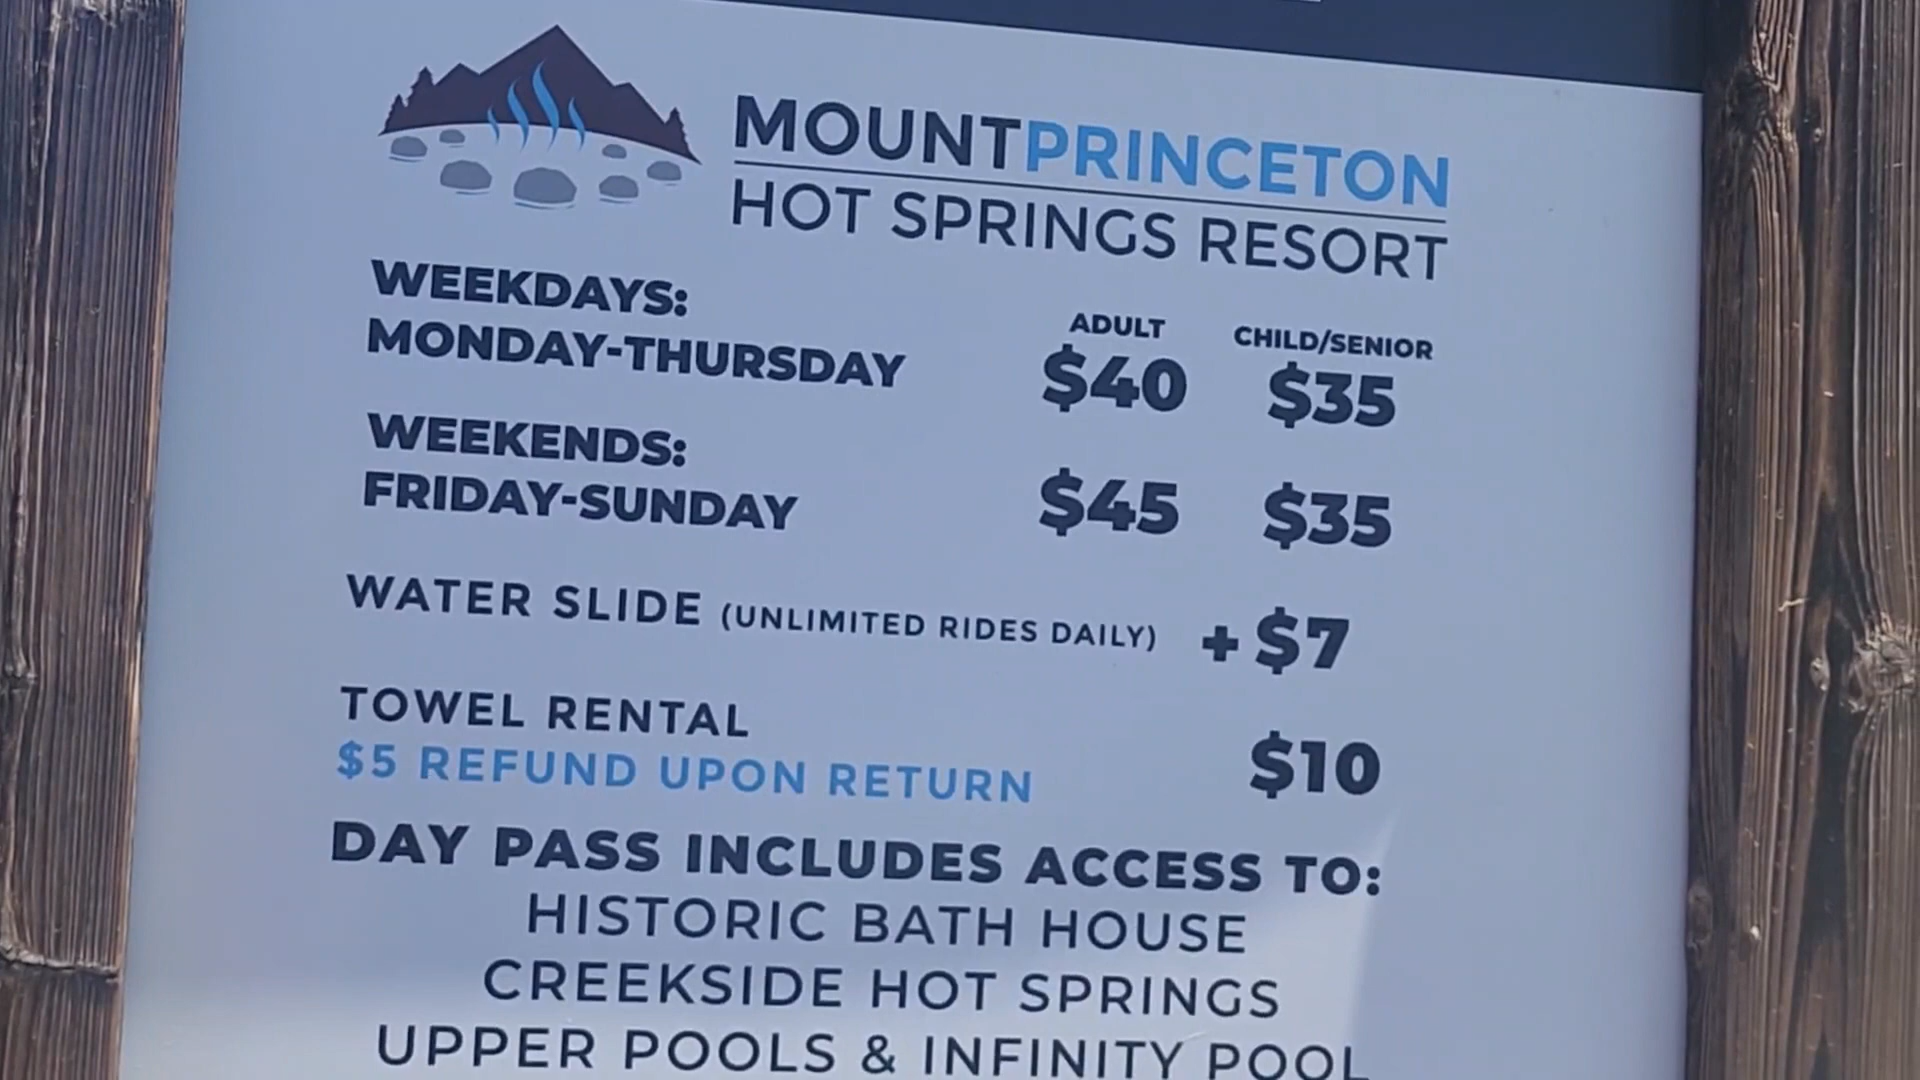 MOUNTPRINCETON
HOT SPRINGS RESORT
WEEKDAYS:
MONDAY-THURSDAY
ADULT CHILD/SENIOR
$40 $35
WEEKENDS:
FRIDAY-SUNDAY
$45 $35
WATER SLIDE (UNLIMITED RIDES DAILY) + $7
TOWEL RENTAL
$5 REFUND UPON RETURN
$10
DAY PASS INCLUDES ACCESS TO:
HISTORIC BATH HOUSE
CREEKSIDE HOT SPRINGS
UPPER POOLS & INFINITY POOL